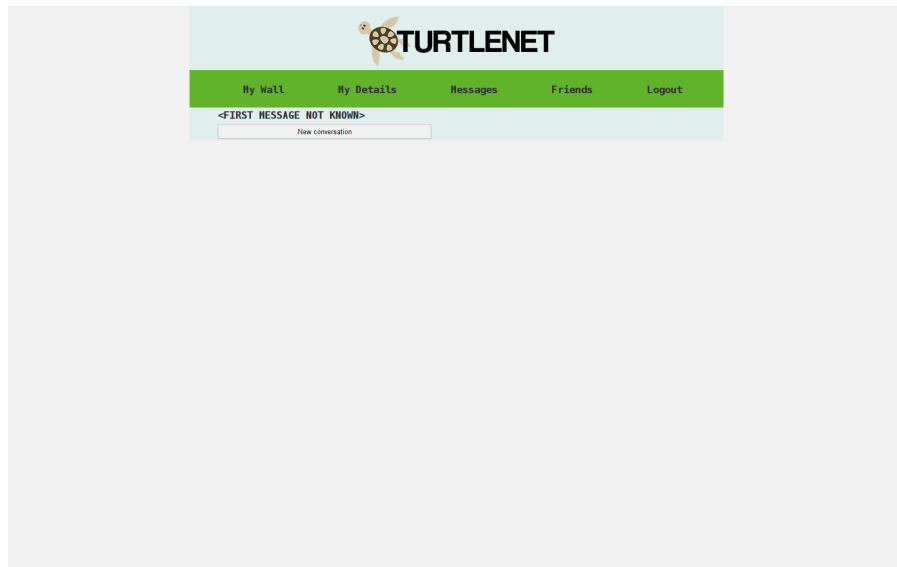 TURTLENET
My Wall My Details Messages Friends Logout
<FIRST MESSAGE NOT KNOWN>
New conversation